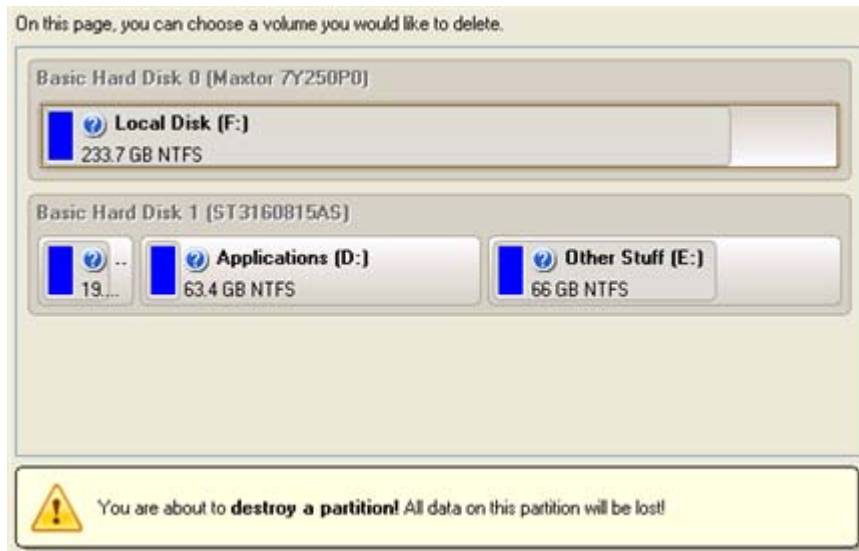 On this page, you can choose a volume you would like to delete.
Basic Hard Disk 0 (Maxtor 7Y250P0)
Local Disk (F:)
233.7 GB NTFS
Basic Hard Disk 1 (ST3160815AS)
..
19....
Applications (D:)
63.4 GB NTFS
Other Stuff (E:)
66 GB NTFS
You are about to destroy a partition! All data on this partition will be lost!